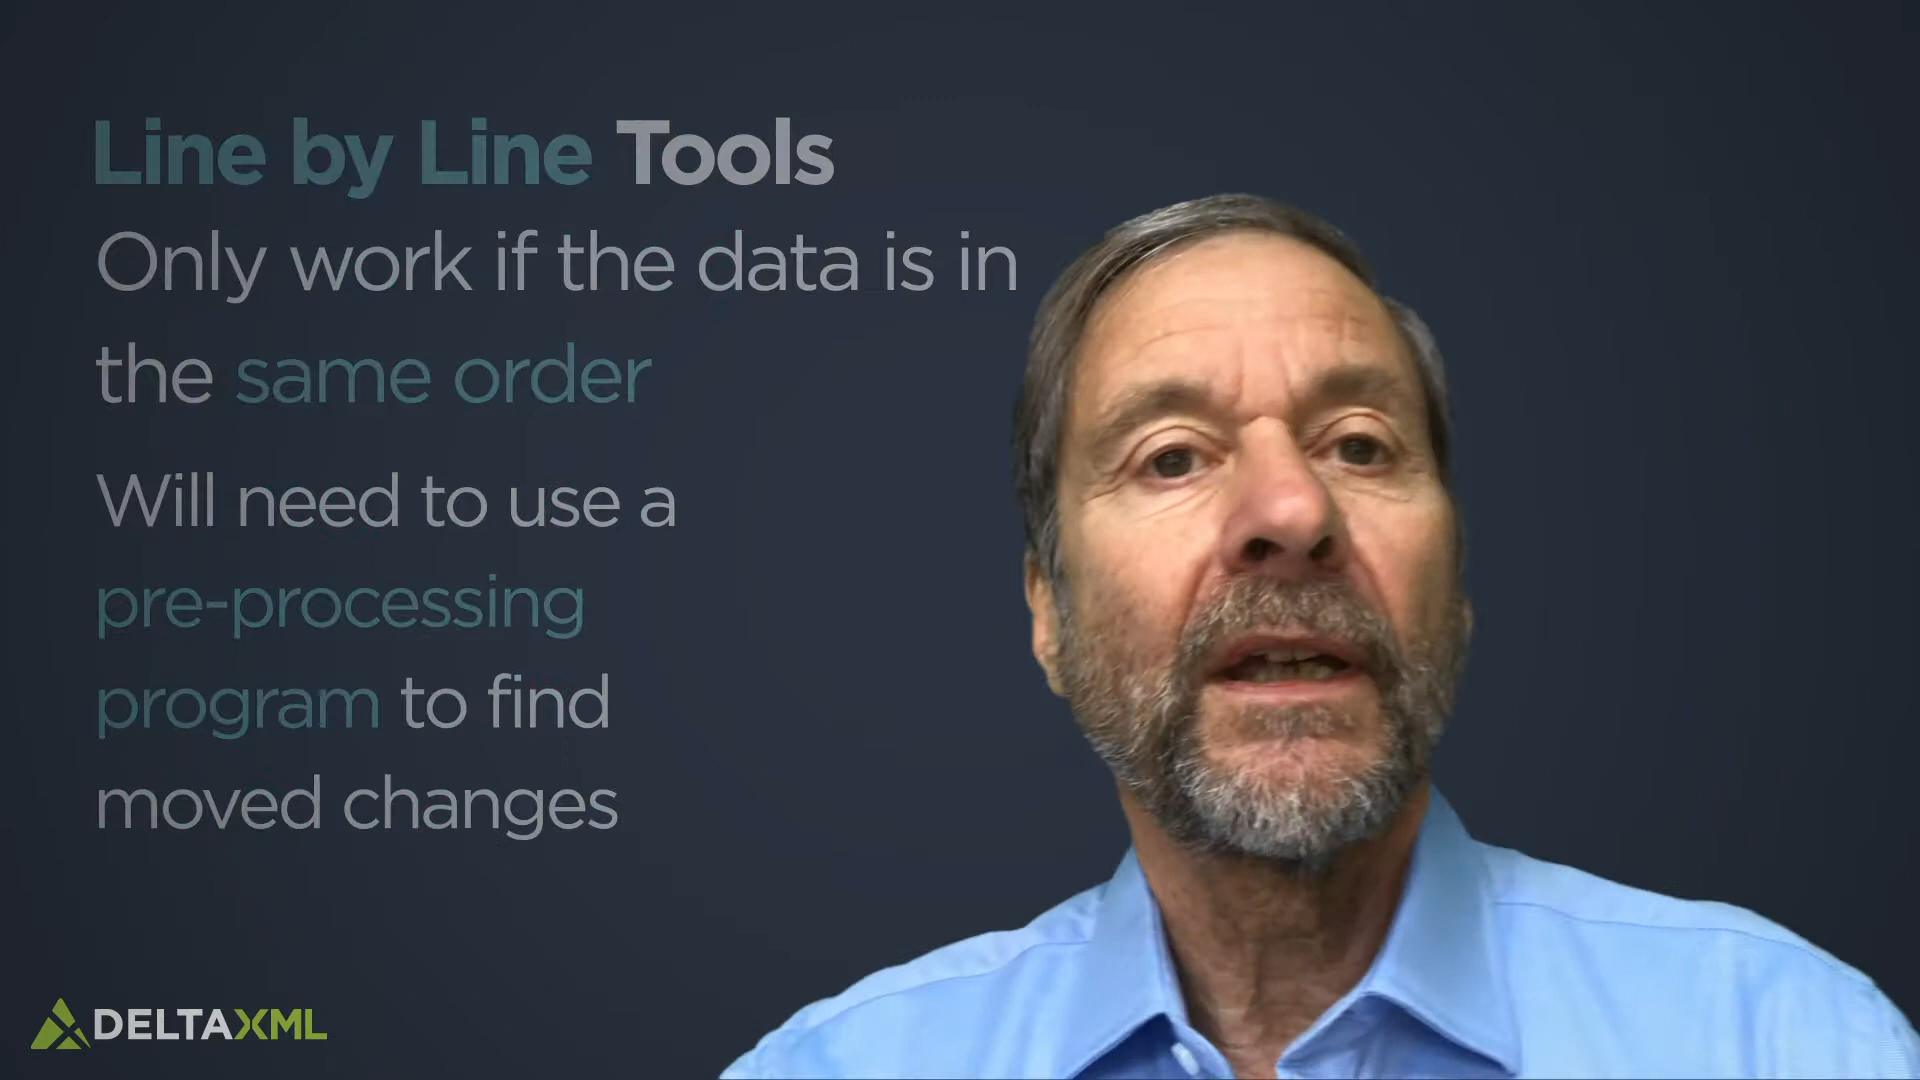 Line by Line Tools
Only work if the data is in
the same order
Will need to use a
pre-processing
program to find
moved changes
DELTAXML